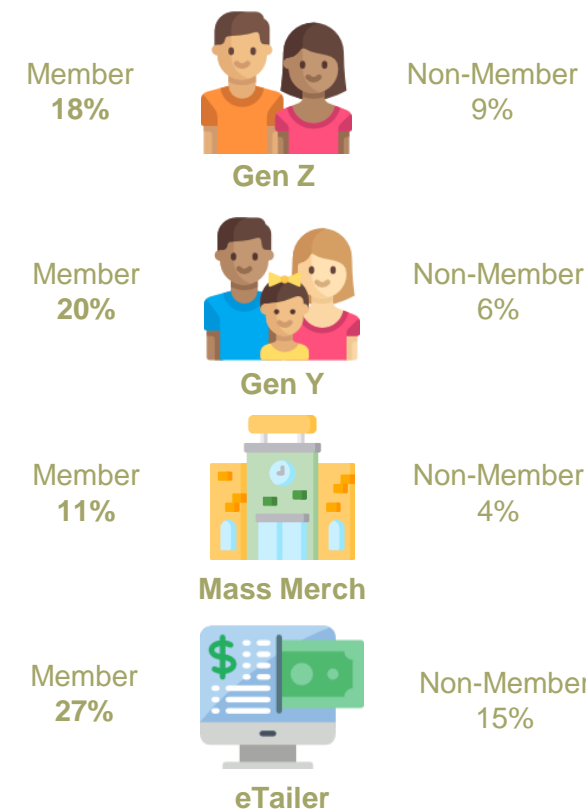 Member
18%
Non-Member
9%
Gen Z
Member
20%
Non-Member
6%
Gen Y
Member
11%
Non-Member
4%
Mass Merch
$
Member
27%
Non-Member
15%
eTailer